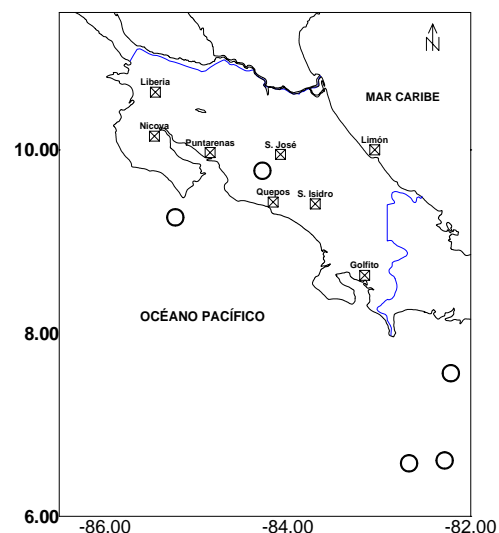 N
MAR CARIBE
Liberia
Nicoya
Puntarenas
S. José
Limón
10.00
Quepos
S. Isidro
Golfito
OCÉANO PACÍFICO
8.00
6.00
-86.00
-84.00
-82.00